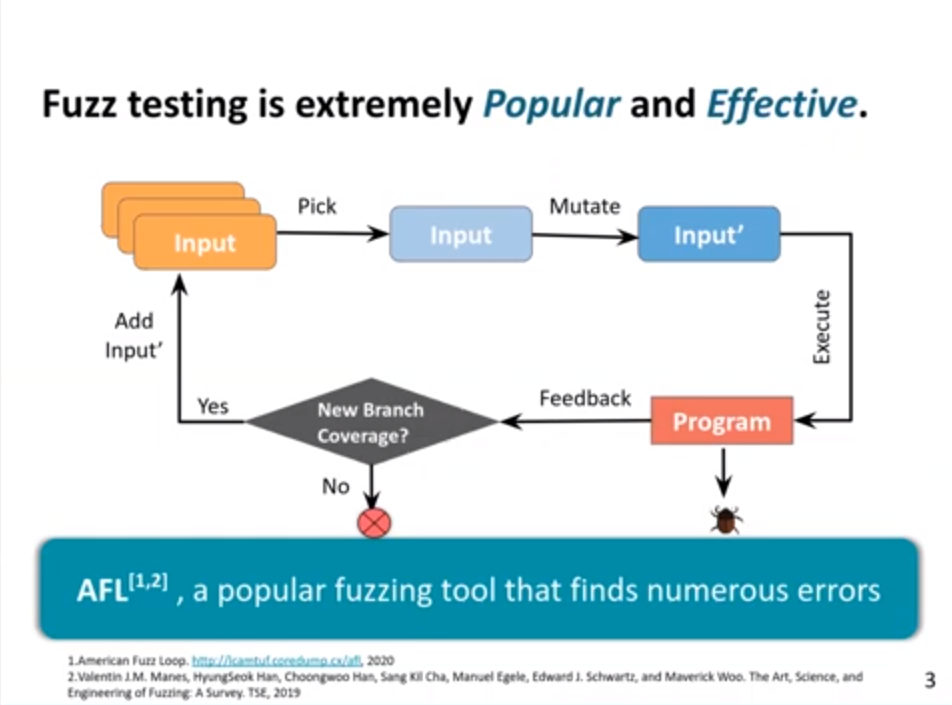 Fuzz testing is extremely Popular and Effective.
Pick
Mutate
Input
Input
Input’
Add
Input’
Execute
Yes
New Branch
Coverage?
Feedback
Program
No
AFL[1,2] , a popular fuzzing tool that finds numerous errors
1.American Fuzz Loop. http://lcamtuf.coredump.cx/afl, 2020
2.Valentin J.M. Manes, HyungSeok Han, Choongwoo Han, Sang Kil Cha, Manuel Egele, Edward J. Schwartz, and Maverick Woo. The Art, Science, and
Engineering of Fuzzing: A Survey. TSE, 2019
3